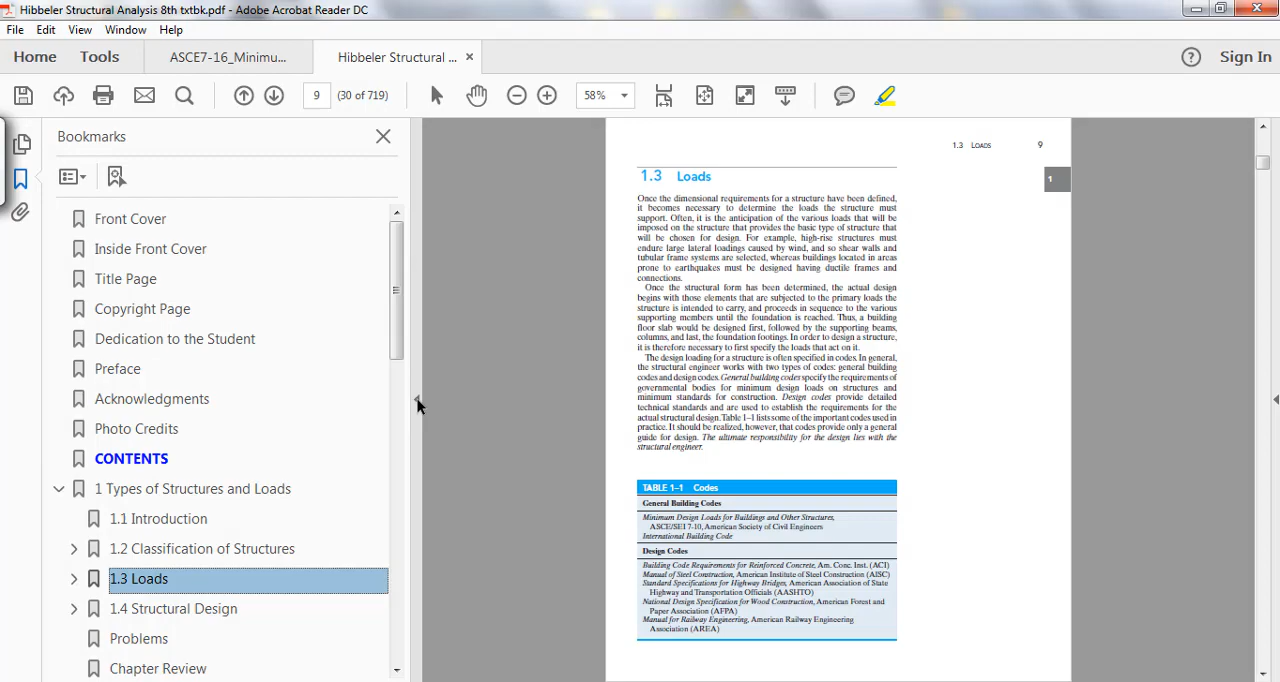 Hibbeler Structural Analysis 8th txtbk.pdf - Adobe Acrobat Reader DC
File Edit View Window Help
Home Tools ASCE7-16_Minimu... Hibbeler Structural ... ×
9 (30 of 719) 58% Sign In
Bookmarks
Front Cover
Inside Front Cover
Title Page
Copyright Page
Dedication to the Student
Preface
Acknowledgments
Photo Credits
CONTENTS
1 Types of Structures and Loads
1.1 Introduction
1.2 Classification of Structures
1.3 Loads
1.4 Structural Design
Problems
Chapter Review
1.3 LOADS 9
1
1.3 Loads
Once the dimensional requirements for a structure have been defined,
it becomes necessary to determine the loads the structure must
support. Often, it is the anticipation of the various loads that will be
imposed on the structure that provides the basic type of structure that
will be chosen for design. For example, high-rise structures must
endure large lateral loadings caused by wind, and so shear walls and
tubular frame systems are selected, whereas buildings located in areas
prone to earthquakes must be designed having ductile frames and
connections.
Once the structural form has been determined, the actual design
begins with those elements that are subjected to the primary loads the
structure is intended to carry, and proceeds in sequence to the various
supporting members until the foundation is reached. Thus, a building
floor slab would be designed first, followed by the supporting beams,
columns, and last, the foundation footings. In order to design a structure,
it is therefore necessary to first specify the loads that act on it.
The design loading for a structure is often specified in codes. In general,
the structural engineer works with two types of codes: general building
codes and design codes. General building codes specify the requirements of
governmental bodies for minimum design loads on structures and
minimum standards for construction. Design codes provide detailed
technical standards and are used to establish the requirements for the
actual structural design. Table 1–1 lists some of the important codes used in
practice. It should be realized, however, that codes provide only a general
guide for design. The ultimate responsibility for the design lies with the
structural engineer.
TABLE 1–1 Codes
General Building Codes
Minimum Design Loads for Buildings and Other Structures,
ASCE/SEI 7-10, American Society of Civil Engineers
International Building Code
Design Codes
Building Code Requirements for Reinforced Concrete, Am. Conc. Inst. (ACI)
Manual of Steel Construction, American Institute of Steel Construction (AISC)
Standard Specifications for Highway Bridges, American Association of State
Highway and Transportation Officials (AASHTO)
National Design Specification for Wood Construction, American Forest and
Paper Association (AFPA)
Manual for Railway Engineering, American Railway Engineering
Association (AREA)